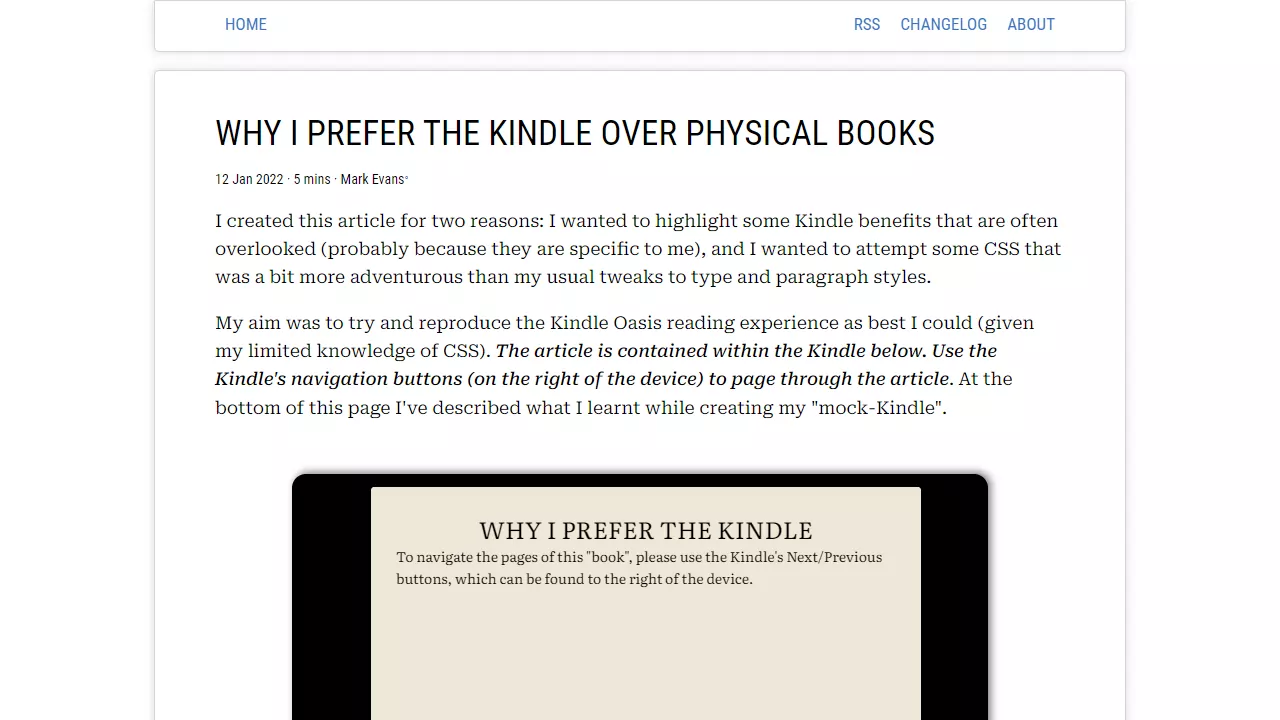 HOME
RSS CHANGELOG ABOUT
WHY I PREFER THE KINDLE OVER PHYSICAL BOOKS
12 Jan 2022 · 5 mins · Mark Evans°
I created this article for two reasons: I wanted to highlight some Kindle benefits that are often
overlooked (probably because they are specific to me), and I wanted to attempt some CSS that
was a bit more adventurous than my usual tweaks to type and paragraph styles.
My aim was to try and reproduce the Kindle Oasis reading experience as best I could (given
my limited knowledge of CSS). The article is contained within the Kindle below. Use the
Kindle's navigation buttons (on the right of the device) to page through the article. At the
bottom of this page I've described what I learnt while creating my "mock-Kindle".
WHY I PREFER THE KINDLE
To navigate the pages of this "book", please use the Kindle's Next/Previous
buttons, which can be found to the right of the device.